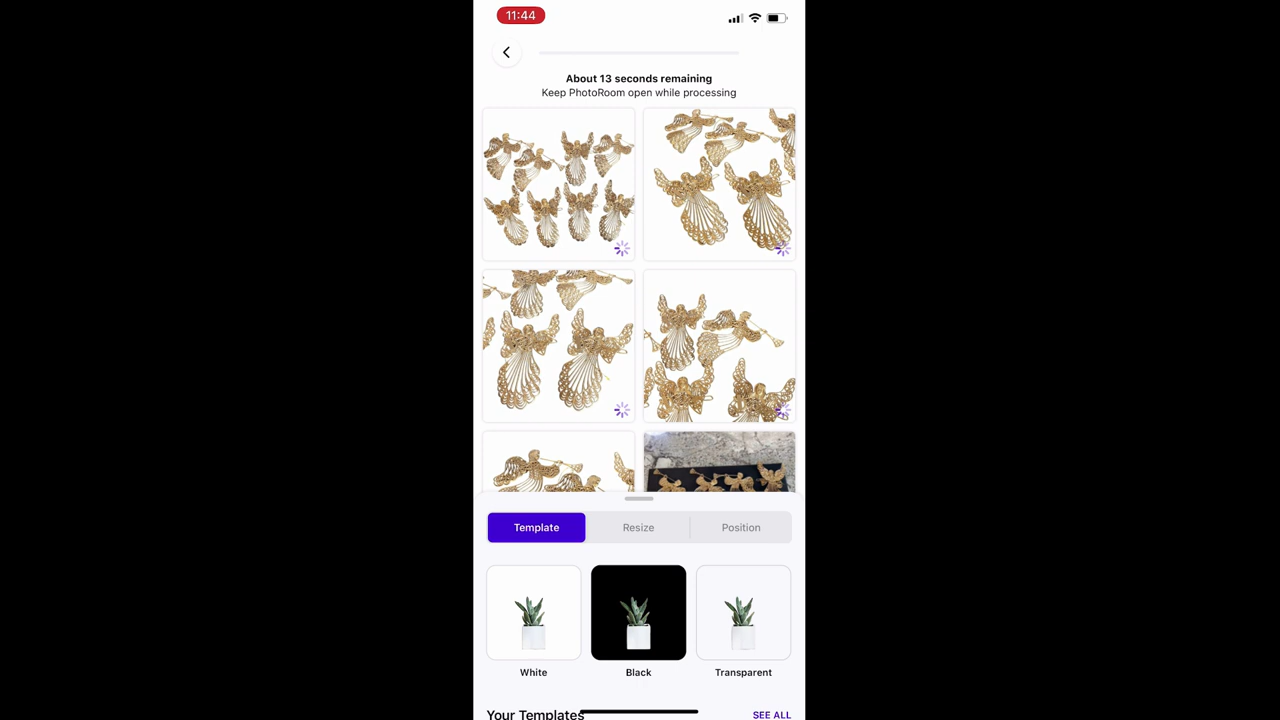 11:44
About 13 seconds remaining
Keep PhotoRoom open while processing
Template
Resize
Position
White
Black
Transparent
Your Templates
SEE ALL